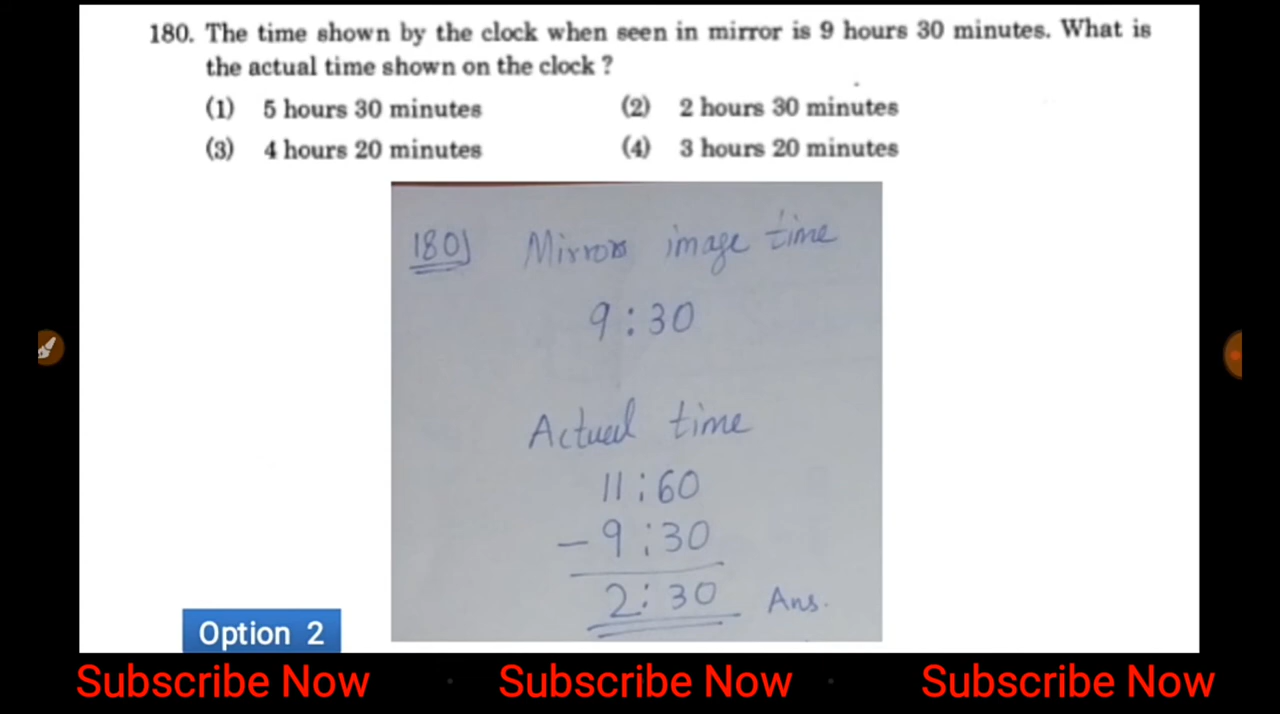 180. The time shown by the clock when seen in mirror is 9 hours 30 minutes. What is
the actual time shown on the clock ?
(1) 5 hours 30 minutes (2) 2 hours 30 minutes
(3) 4 hours 20 minutes (4) 3 hours 20 minutes
180) Mirror image time
9:30
Actual time
11:60
-9:30
2:30 Ans.
Option 2
Subscribe Now Subscribe Now Subscribe Now